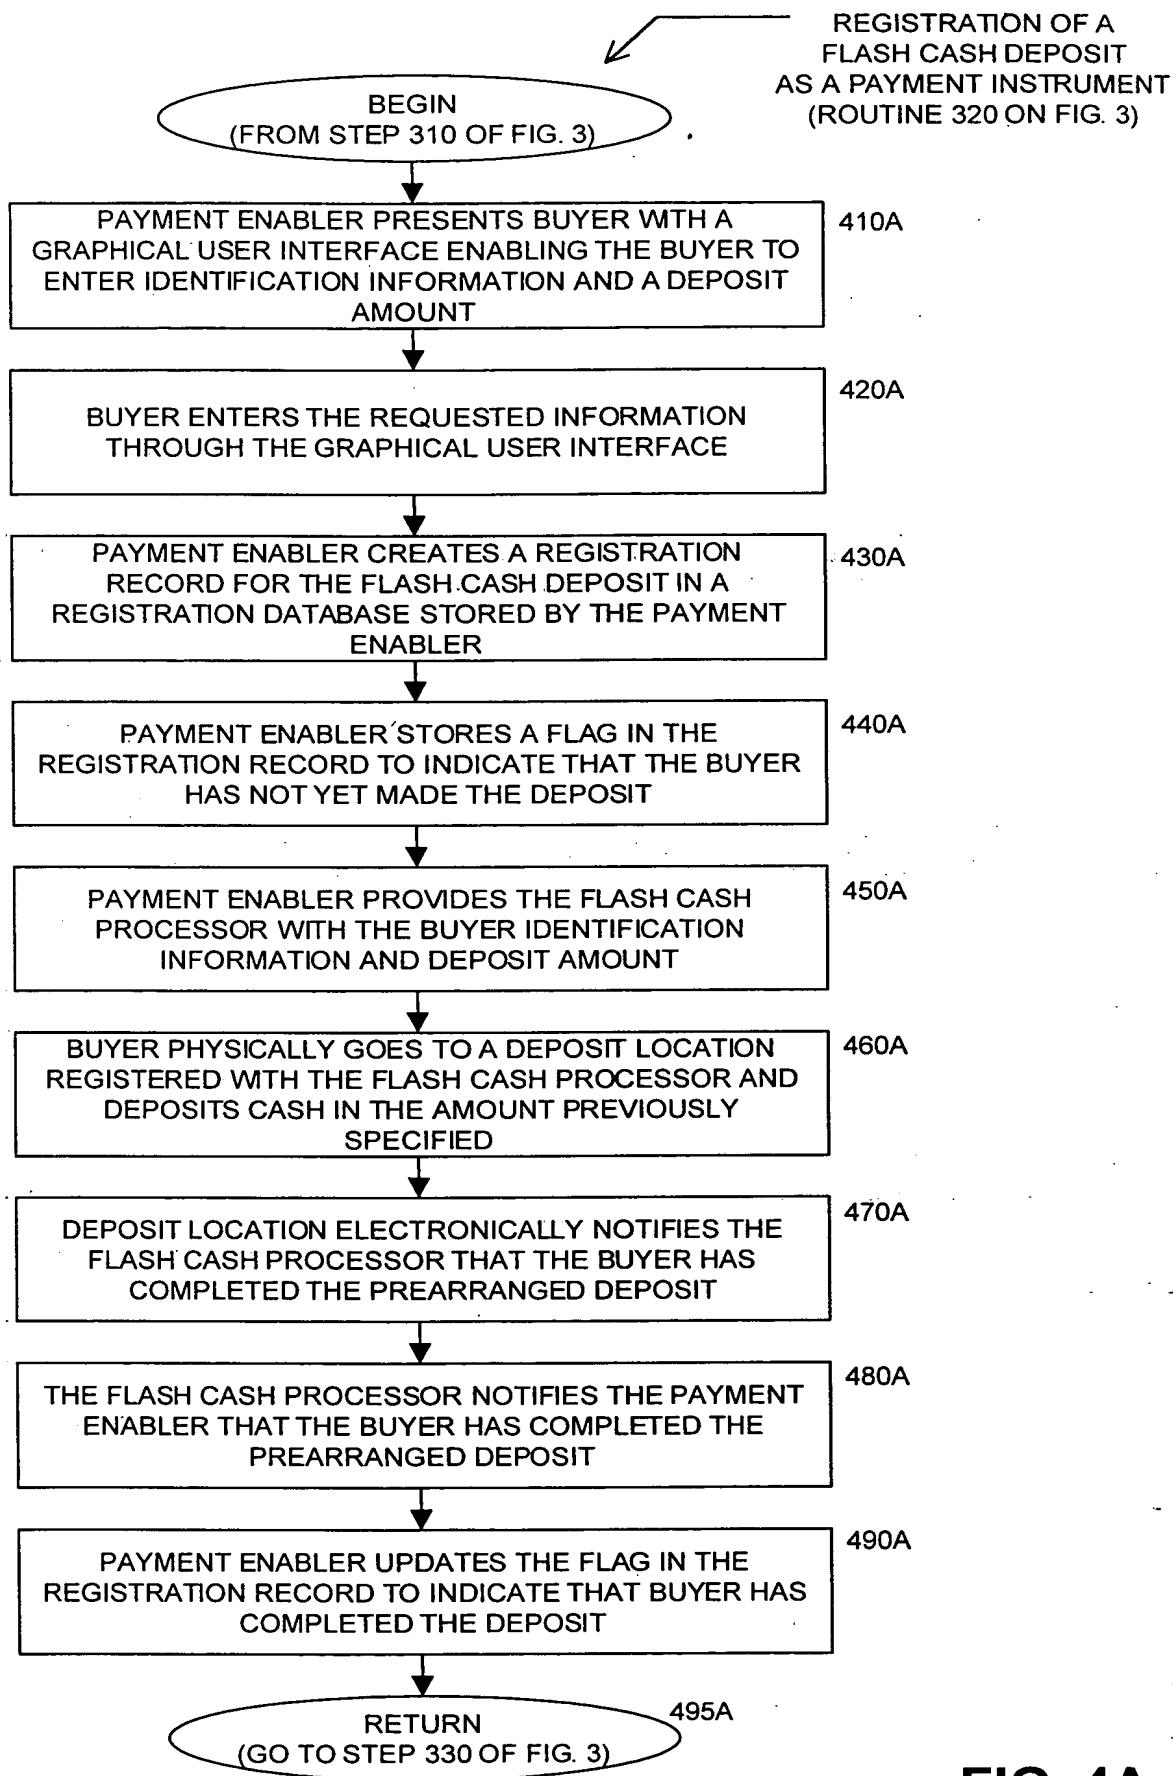 REGISTRATION OF A
FLASH CASH DEPOSIT
AS A PAYMENT INSTRUMENT
(ROUTINE 320 ON FIG. 3)
BEGIN
(FROM STEP 310 OF FIG. 3)
410A
PAYMENT ENABLER PRESENTS BUYER WITH A
GRAPHICAL USER INTERFACE ENABLING THE BUYER TO
ENTER IDENTIFICATION INFORMATION AND A DEPOSIT
AMOUNT
420A
BUYER ENTERS THE REQUESTED INFORMATION
THROUGH THE GRAPHICAL USER INTERFACE
430A
PAYMENT ENABLER CREATES A REGISTRATION
RECORD FOR THE FLASH CASH DEPOSIT IN A
REGISTRATION DATABASE STORED BY THE PAYMENT
ENABLER
440A
PAYMENT ENABLER STORES A FLAG IN THE
REGISTRATION RECORD TO INDICATE THAT THE BUYER
HAS NOT YET MADE THE DEPOSIT
450A
PAYMENT ENABLER PROVIDES THE FLASH CASH
PROCESSOR WITH THE BUYER IDENTIFICATION
INFORMATION AND DEPOSIT AMOUNT
460A
BUYER PHYSICALLY GOES TO A DEPOSIT LOCATION
REGISTERED WITH THE FLASH CASH PROCESSOR AND
DEPOSITS CASH IN THE AMOUNT PREVIOUSLY
SPECIFIED
470A
DEPOSIT LOCATION ELECTRONICALLY NOTIFIES THE
FLASH CASH PROCESSOR THAT THE BUYER HAS
COMPLETED THE PREARRANGED DEPOSIT
480A
THE FLASH CASH PROCESSOR NOTIFIES THE PAYMENT
ENABLER THAT THE BUYER HAS COMPLETED THE
PREARRANGED DEPOSIT
490A
PAYMENT ENABLER UPDATES THE FLAG IN THE
REGISTRATION RECORD TO INDICATE THAT BUYER HAS
COMPLETED THE DEPOSIT
495A
RETURN
(GO TO STEP 330 OF FIG. 3)
FIG. 4A